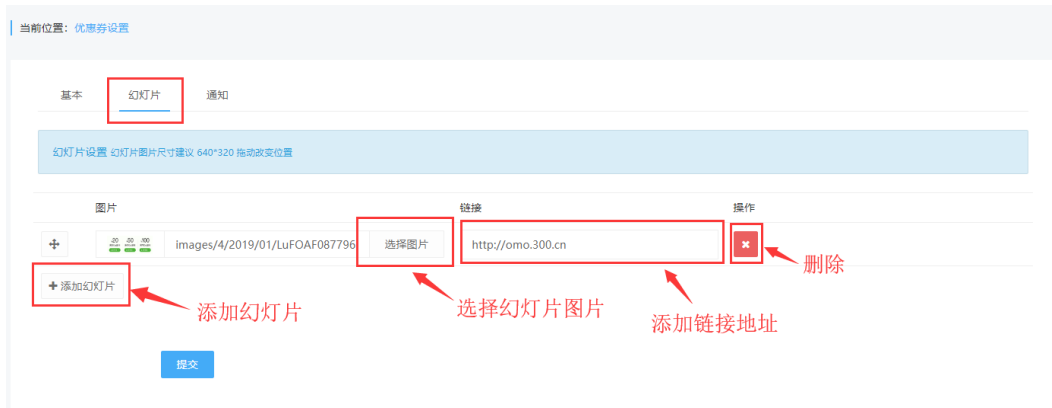 当前位置：优惠券设置
基本 幻灯片 通知
幻灯片设置 幻灯片图片尺寸建议 640*320 拖动改变位置
图片 链接 操作
images/4/2019/01/LuFOAF087796 选择图片 http://omo.300.cn
删除
添加幻灯片
添加幻灯片 选择幻灯片图片 添加链接地址
提交